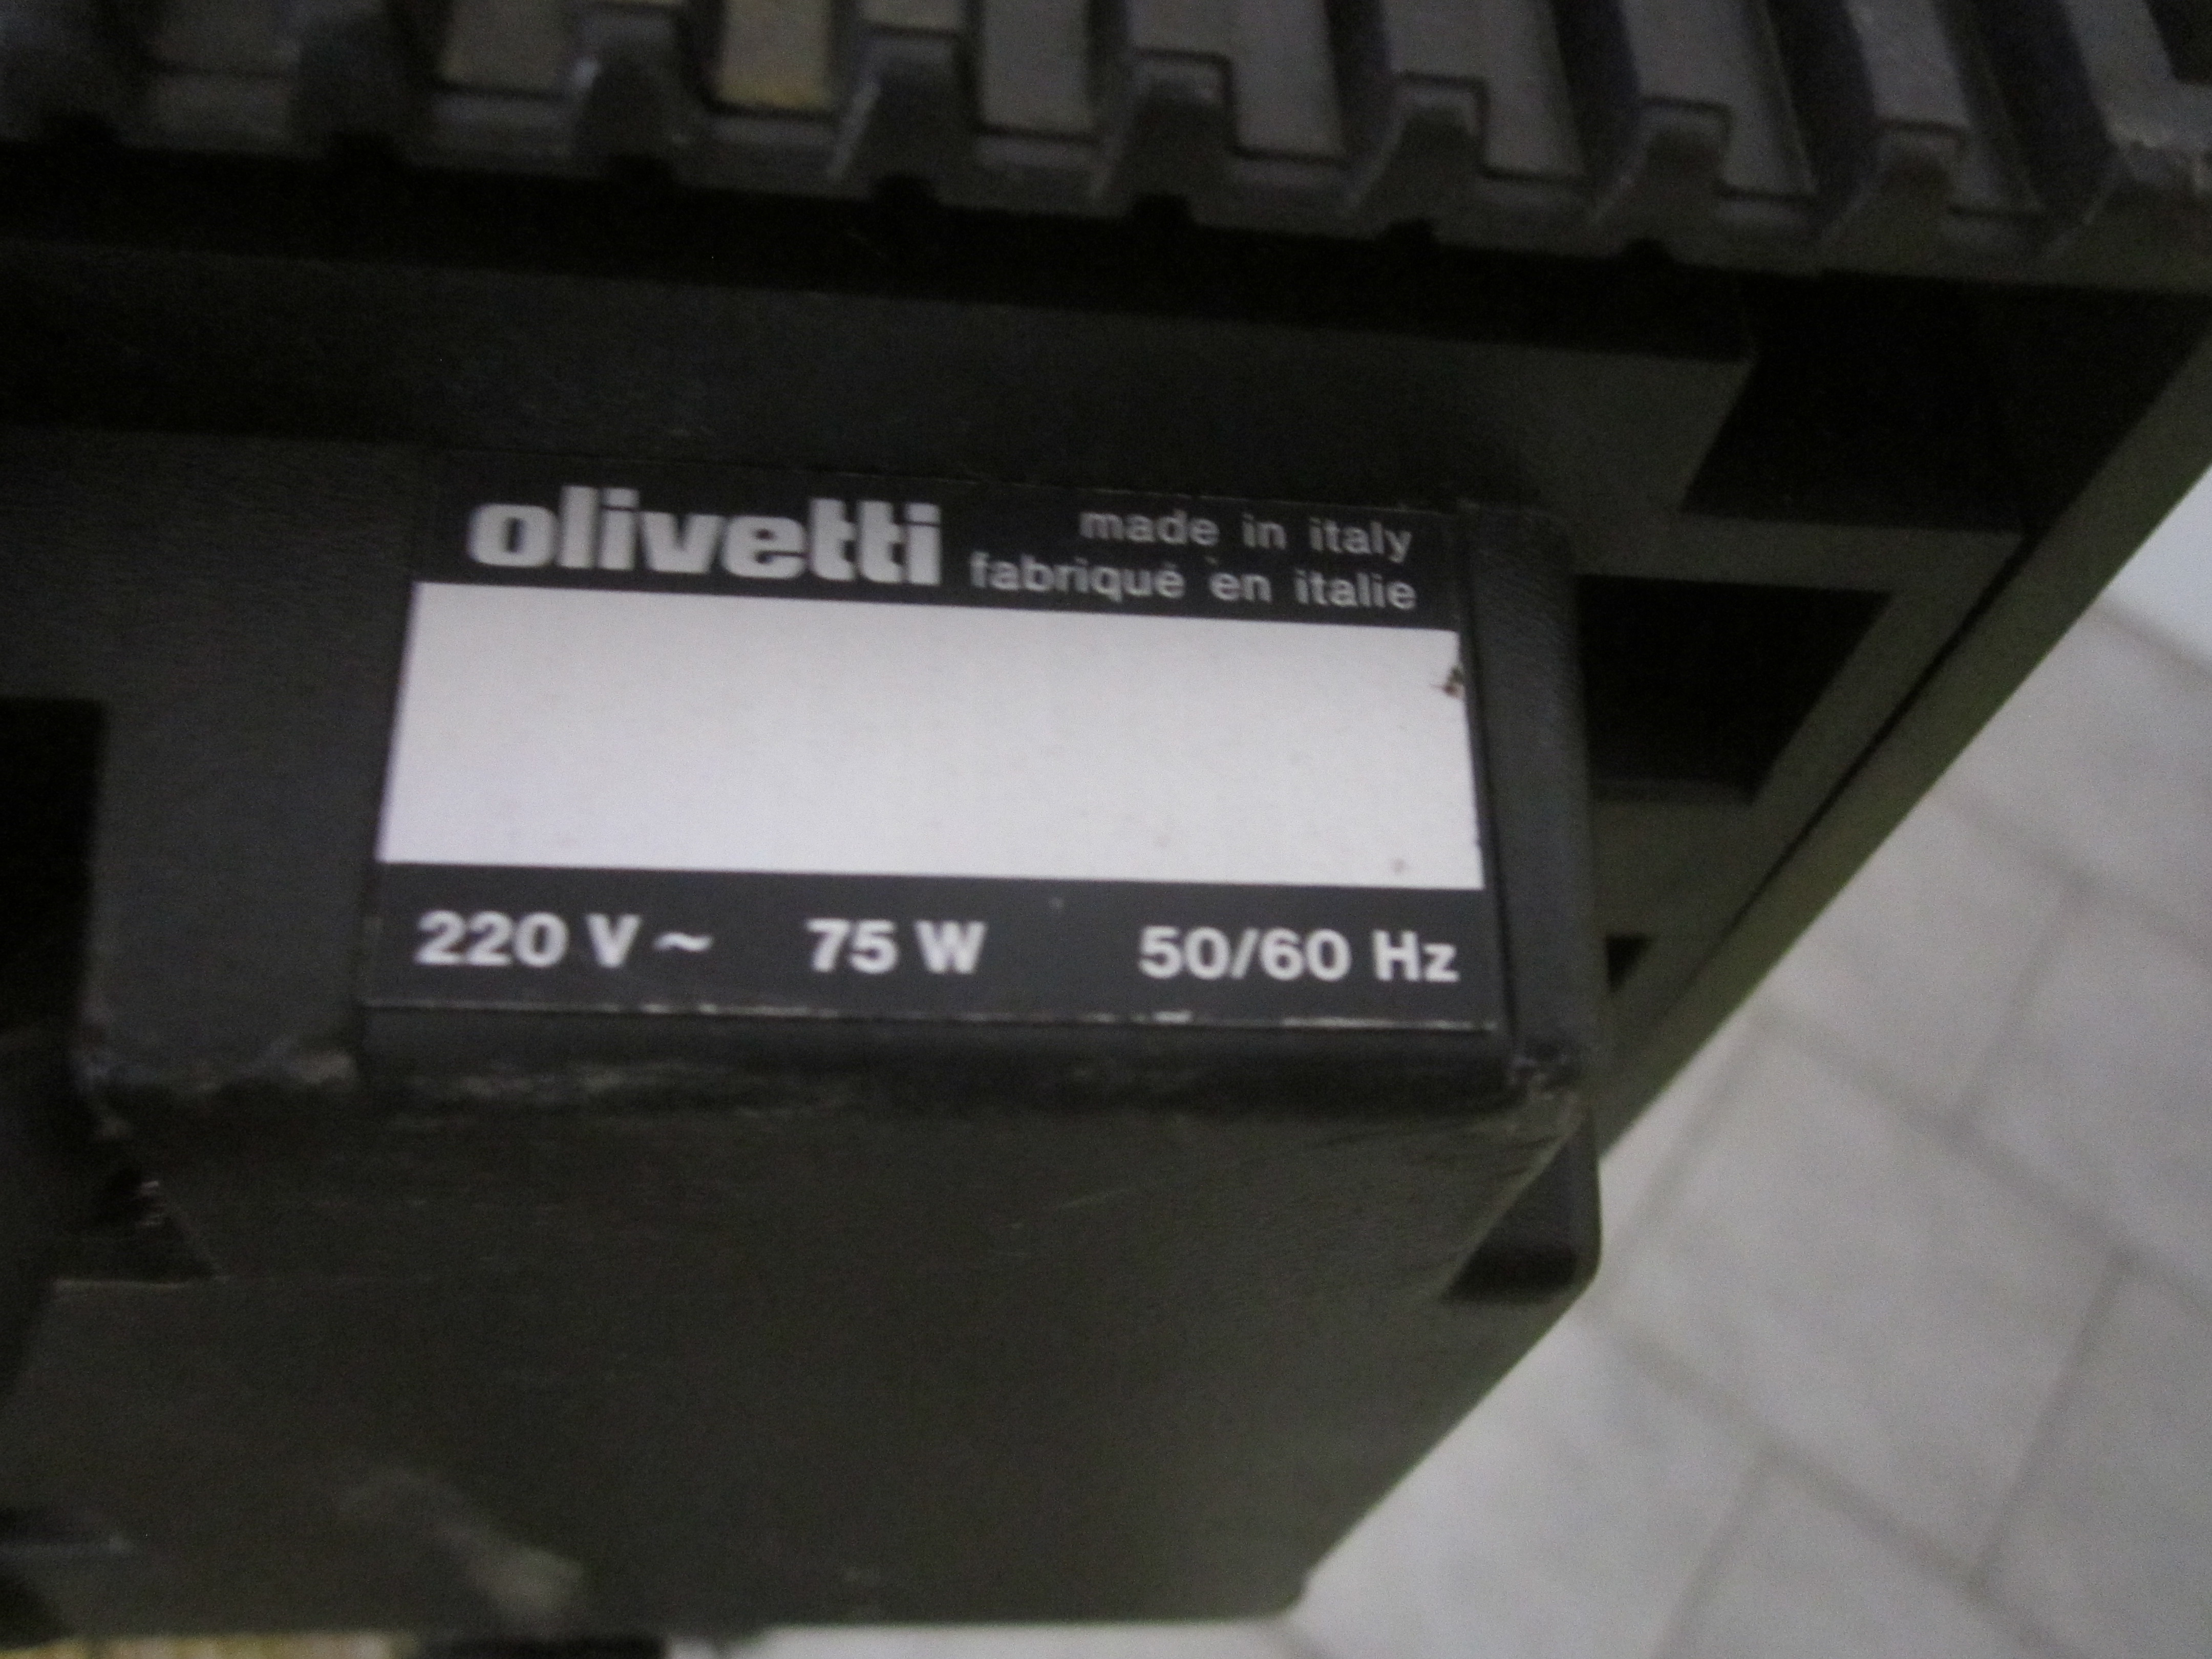 olivetti
made in italy
fabriqué en italie
220 V ~ 75 W 50/60 Hz